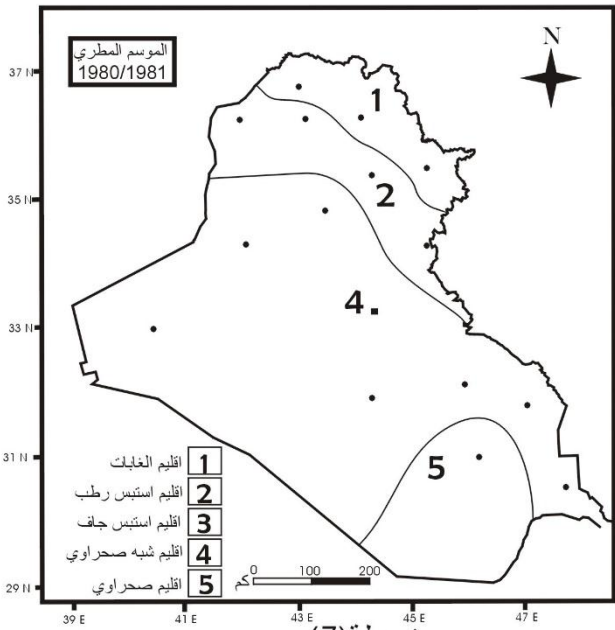 الموسم المطري
1980/1981
N
37 N
35 N
33 N
31 N
29 N
1
2
4
5
اقليم الغابات 1
اقليم استبس رطب 2
اقليم استبس جاف 3
اقليم شبه صحراوي 4
اقليم صحراوي 5
0 100 200 كم
39 E 41 E 43 E 45 E 47 E